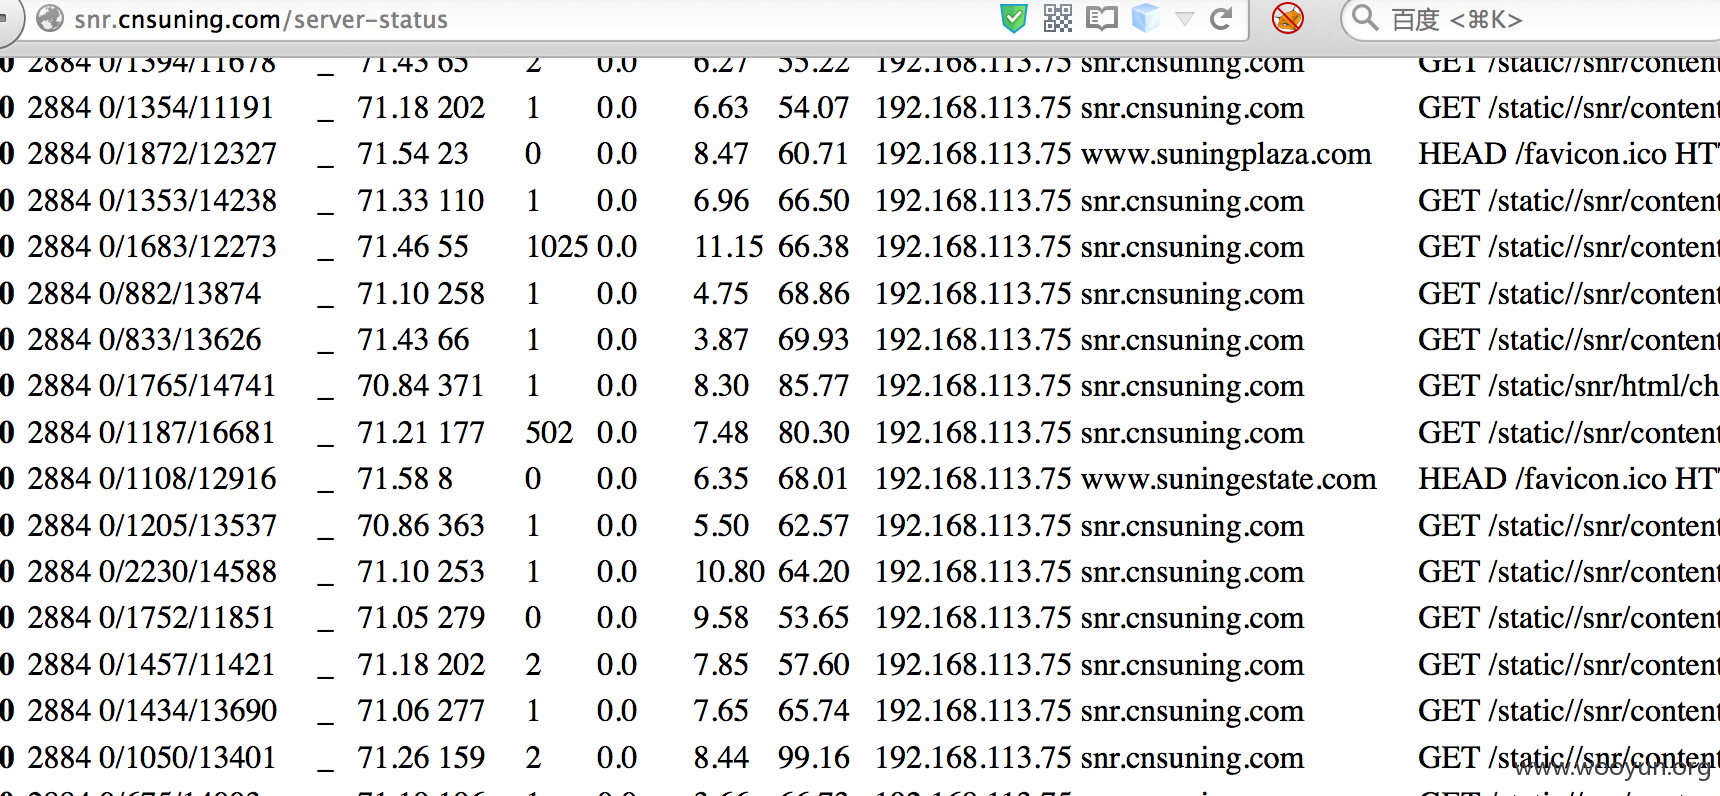 snr.cnsuning.com/server-status 百度 <⌘K>
0 2884 0/1394/11678 _ 71.43 65 2 0.0 6.27 55.22 192.168.113.75 snr.cnsuning.com GET /static//snr/content
0 2884 0/1354/11191 _ 71.18 202 1 0.0 6.63 54.07 192.168.113.75 snr.cnsuning.com GET /static//snr/content
0 2884 0/1872/12327 _ 71.54 23 0 0.0 8.47 60.71 192.168.113.75 www.suningplaza.com HEAD /favicon.ico HT
0 2884 0/1353/14238 _ 71.33 110 1 0.0 6.96 66.50 192.168.113.75 snr.cnsuning.com GET /static//snr/content
0 2884 0/1683/12273 _ 71.46 55 1025 0.0 11.15 66.38 192.168.113.75 snr.cnsuning.com GET /static//snr/content
0 2884 0/882/13874 _ 71.10 258 1 0.0 4.75 68.86 192.168.113.75 snr.cnsuning.com GET /static//snr/content
0 2884 0/833/13626 _ 71.43 66 1 0.0 3.87 69.93 192.168.113.75 snr.cnsuning.com GET /static//snr/content
0 2884 0/1765/14741 _ 70.84 371 1 0.0 8.30 85.77 192.168.113.75 snr.cnsuning.com GET /static/snr/html/ch
0 2884 0/1187/16681 _ 71.21 177 502 0.0 7.48 80.30 192.168.113.75 snr.cnsuning.com GET /static//snr/content
0 2884 0/1108/12916 _ 71.58 8 0 0.0 6.35 68.01 192.168.113.75 www.suningestate.com HEAD /favicon.ico HT
0 2884 0/1205/13537 _ 70.86 363 1 0.0 5.50 62.57 192.168.113.75 snr.cnsuning.com GET /static//snr/content
0 2884 0/2230/14588 _ 71.10 253 1 0.0 10.80 64.20 192.168.113.75 snr.cnsuning.com GET /static//snr/content
0 2884 0/1752/11851 _ 71.05 279 0 0.0 9.58 53.65 192.168.113.75 snr.cnsuning.com GET /static//snr/content
0 2884 0/1457/11421 _ 71.18 202 2 0.0 7.85 57.60 192.168.113.75 snr.cnsuning.com GET /static//snr/content
0 2884 0/1434/13690 _ 71.06 277 1 0.0 7.65 65.74 192.168.113.75 snr.cnsuning.com GET /static//snr/content
0 2884 0/1050/13401 _ 71.26 159 2 0.0 8.44 99.16 192.168.113.75 snr.cnsuning.com GET /static//snr/content
www.wooyun.org